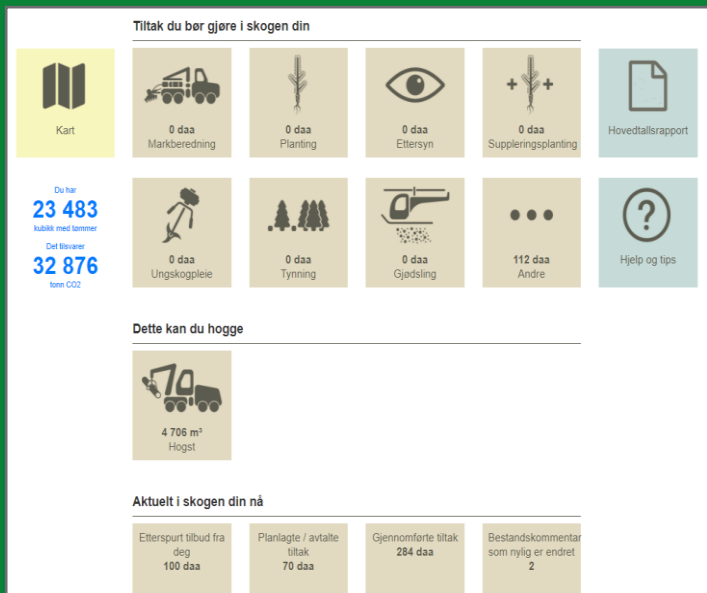 Tiltak du bør gjøre i skogen din
Kart
0 daa
Markberedning
0 daa
Planting
0 daa
Ettersyn
0 daa
Suppleringsplanting
Hovedtallsrapport
Du har
23 483
kubikk med tømmer
Det tilsvarer
32 876
tonn CO2
0 daa
Ungskogpleie
0 daa
Tynning
0 daa
Gjødsling
112 daa
Andre
?
Hjelp og tips
Dette kan du hogge
4 706 m³
Hogst
Aktuelt i skogen din nå
Etterspurt tilbud fra
deg
100 daa
Planlagte / avtalte
tiltak
70 daa
Gjennomførte tiltak
284 daa
Bestandskommentar
som nylig er endret
2